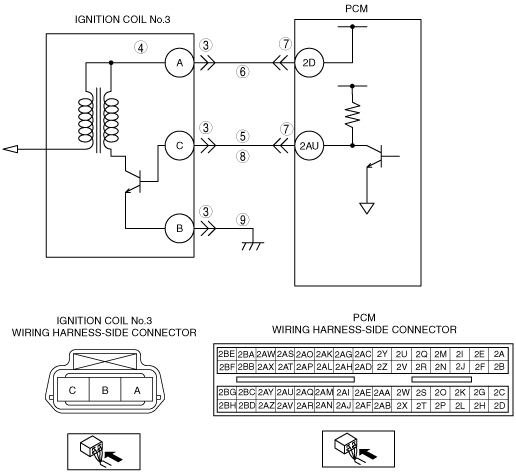 IGNITION COIL No.3
PCM
4
A
3
6
7
2D
C
3
5
8
7
2AU
B
3
9
IGNITION COIL No.3
WIRING HARNESS-SIDE CONNECTOR
C B A
PCM
WIRING HARNESS-SIDE CONNECTOR
2BE 2BA 2AW 2AS 2AO 2AK 2AG 2AC 2Y 2U 2Q 2M 2I 2E 2A
2BF 2BB 2AX 2AT 2AP 2AL 2AH 2AD 2Z 2V 2R 2N 2J 2F 2B
2BG 2BC 2AY 2AU 2AQ 2AM 2AI 2AE 2AA 2W 2S 2O 2K 2G 2C
2BH 2BD 2AZ 2AV 2AR 2AN 2AJ 2AF 2AB 2X 2T 2P 2L 2H 2D